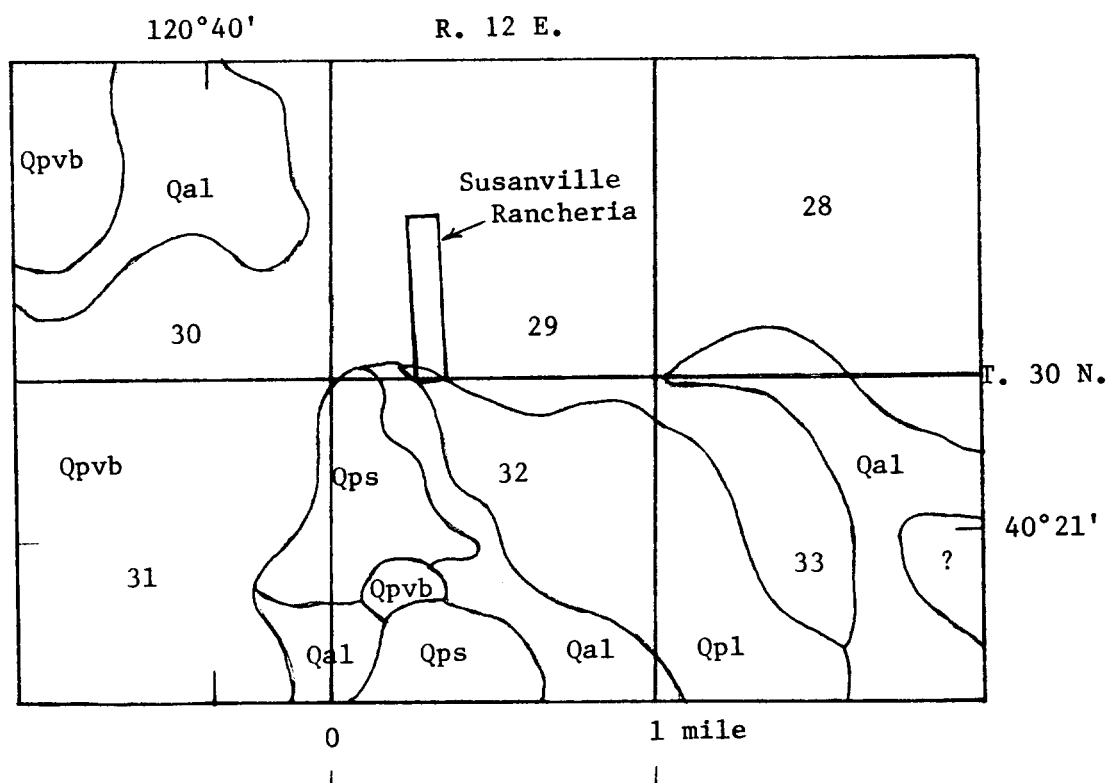 120°40' R. 12 E.
Qpvb
Qal
Susanville
Rancheria
28
30
29
T. 30 N.
Qpvb
Qps
32
Qal
40°21'
31
Qpvb
33
?
Qal
Qps
Qal
Qpl
0
1 mile